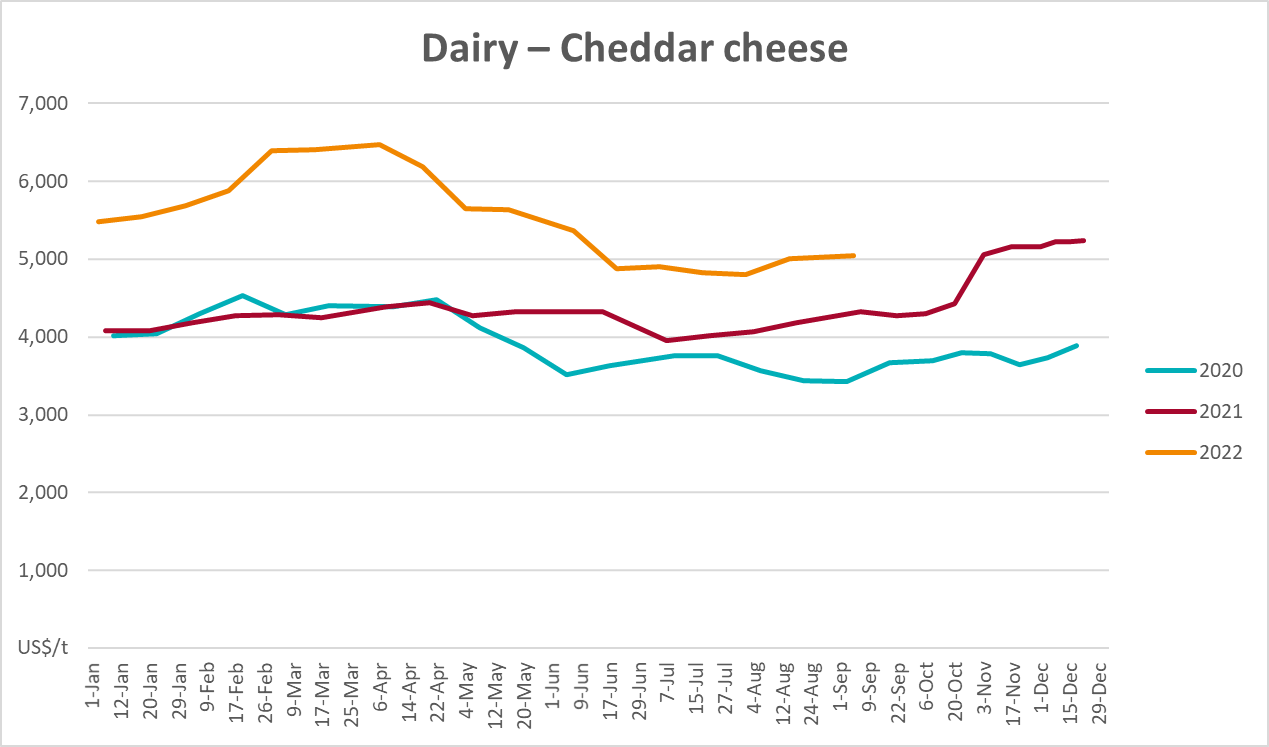 Dairy – Cheddar cheese
7,000
6,000
5,000
4,000
3,000
2,000
1,000
US$/t
1-Jan
12-Jan
20-Jan
29-Jan
9-Feb
17-Feb
26-Feb
9-Mar
17-Mar
25-Mar
6-Apr
14-Apr
22-Apr
4-May
12-May
20-May
1-Jun
9-Jun
17-Jun
29-Jun
7-Jul
15-Jul
27-Jul
4-Aug
12-Aug
24-Aug
1-Sep
9-Sep
22-Sep
6-Oct
20-Oct
3-Nov
17-Nov
1-Dec
15-Dec
29-Dec
2020
2021
2022